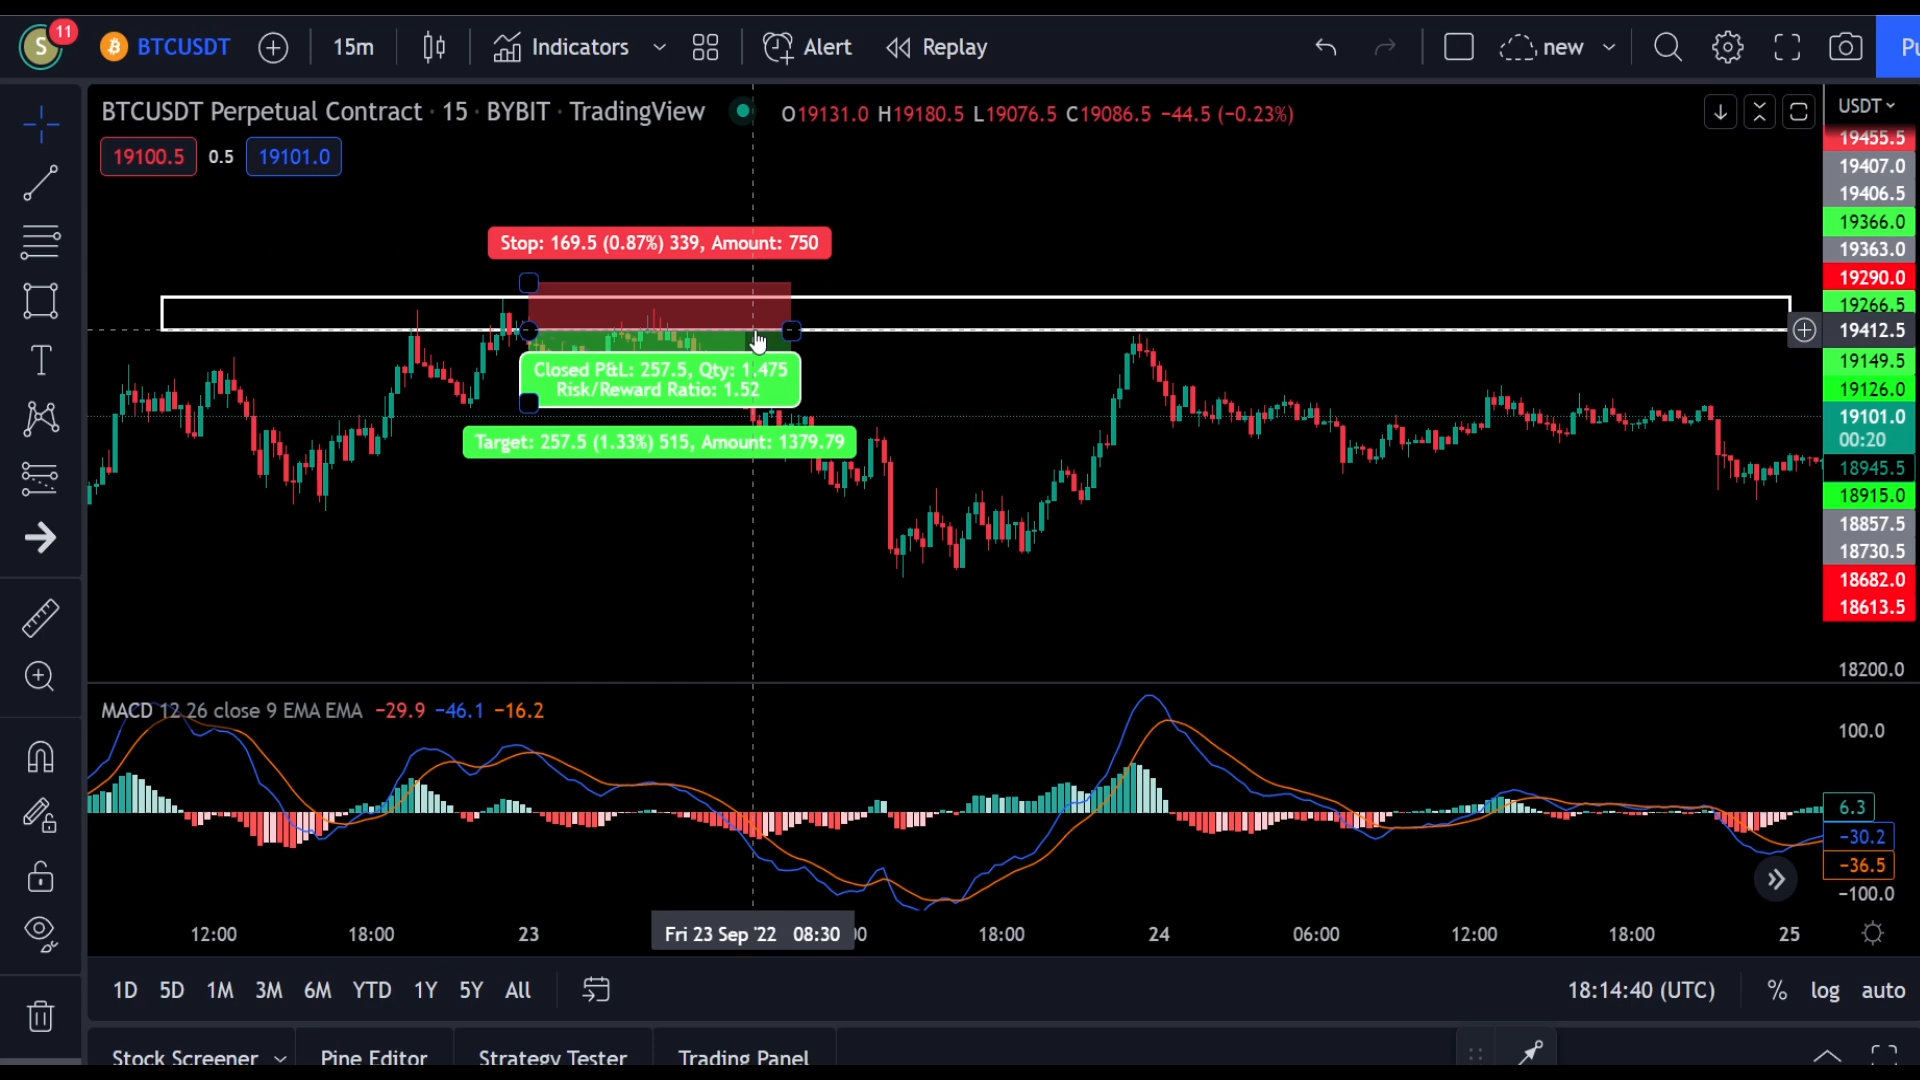 S 11 BTCUSDT 15m Indicators Alert Replay new Pu
BTCUSDT Perpetual Contract · 15 · BYBIT · TradingView O19131.0 H19180.5 L19076.5 C19086.5 −44.5 (−0.23%)
USDT
19100.5 0.5 19101.0
19455.5
19407.0
19406.5
19366.0
19363.0
19290.0
19266.5
19412.5
19149.5
19126.0
19101.0
00:20
18945.5
18915.0
18857.5
18730.5
18682.0
18613.5
18200.0
Stop: 169.5 (0.87%) 339, Amount: 750
Closed P&L: 257.5, Qty: 1.475
Risk/Reward Ratio: 1.52
Target: 257.5 (1.33%) 515, Amount: 1379.79
MACD 12 26 close 9 EMA EMA −29.9 −46.1 −16.2
100.0
6.3
−30.2
−36.5
−100.0
12:00 18:00 23 Fri 23 Sep '22 08:30 18:00 24 06:00 12:00 18:00 25
1D 5D 1M 3M 6M YTD 1Y 5Y All 18:14:40 (UTC) % log auto
Stock Screener Pine Editor Strategy Tester Trading Panel